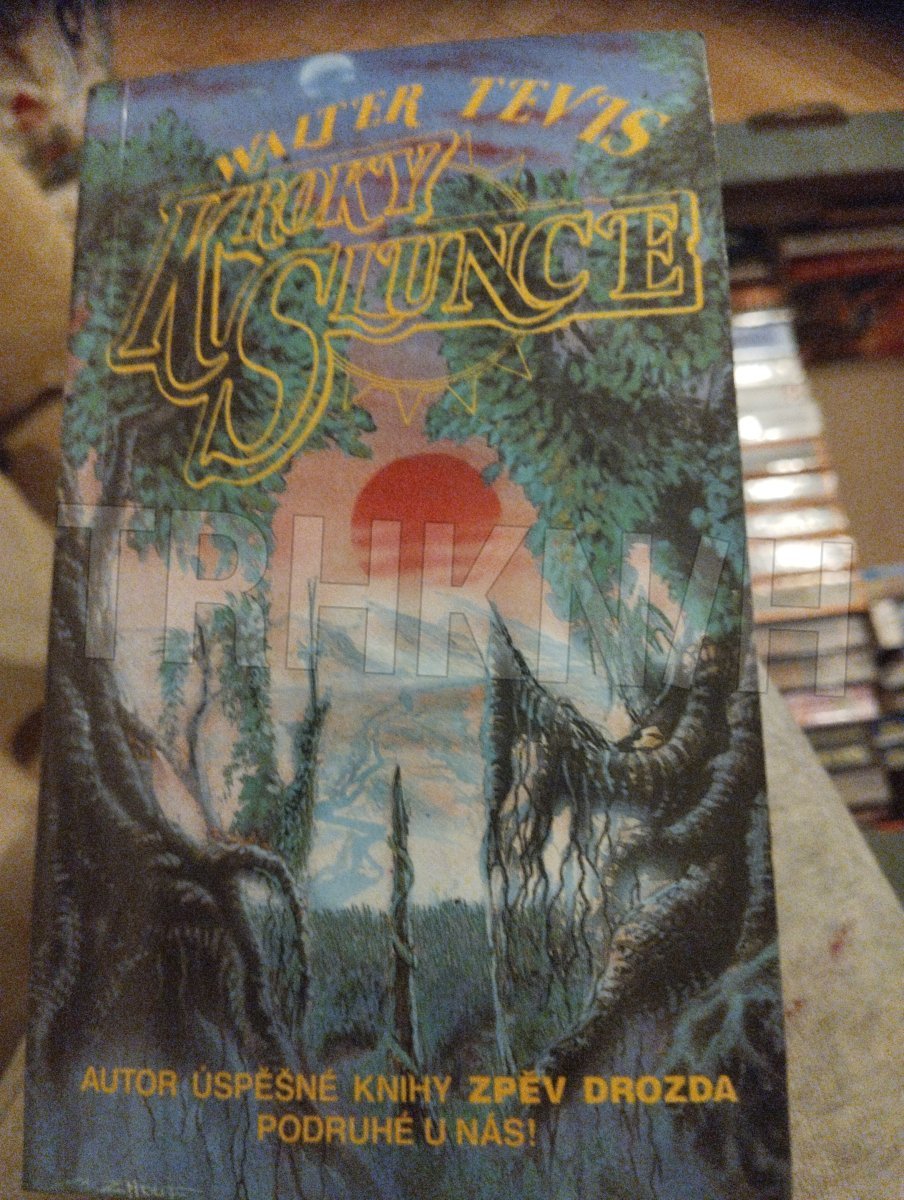 WALTER TEVIS
KROKY
SLUNCE
TRHKNIH
AUTOR ÚSPĚŠNÉ KNIHY ZPĚV DROZDA
PODRUHÉ U NÁS!